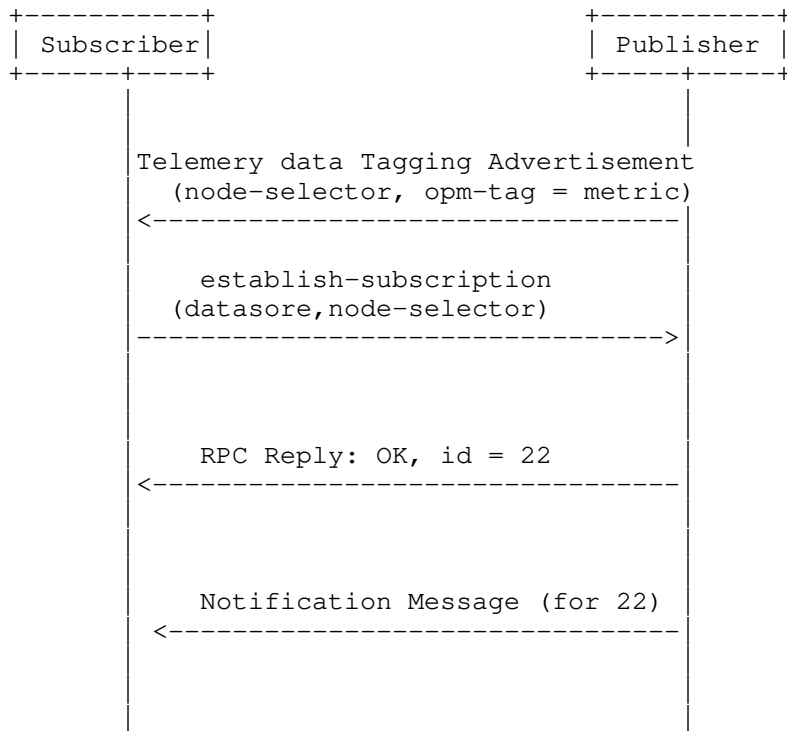 Subscriber Publisher
Telemery data Tagging Advertisement
(node-selector, opm-tag = metric)
establish-subscription
(datasore,node-selector)
RPC Reply: OK, id = 22
Notification Message (for 22)